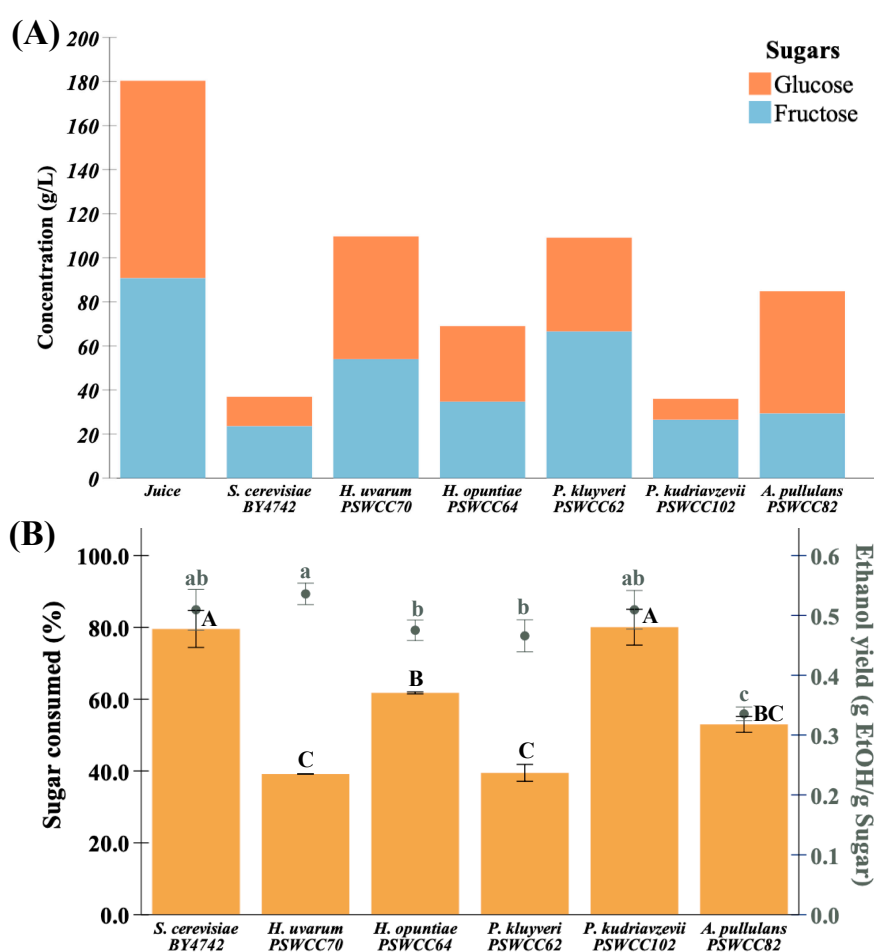 (A)
Sugars
Glucose
Fructose
Concentration (g/L)
200
180
160
140
120
100
80
60
40
20
0
Juice
S. cerevisiae
BY4742
H. uvarum
PSWCC70
H. opuntiae
PSWCC64
P. kluyveri
PSWCC62
P. kudriavzevii
PSWCC102
A. pullulans
PSWCC82
(B)
Sugar consumed (%)
100.0
80.0
60.0
40.0
20.0
0.0
ab
A
a
C
b
B
b
C
ab
A
c
BC
0.6
0.5
0.4
0.3
0.2
0.1
0.0
Ethanol yield (g EtOH/g Sugar)
S. cerevisiae
BY4742
H. uvarum
PSWCC70
H. opuntiae
PSWCC64
P. kluyveri
PSWCC62
P. kudriavzevii
PSWCC102
A. pullulans
PSWCC82